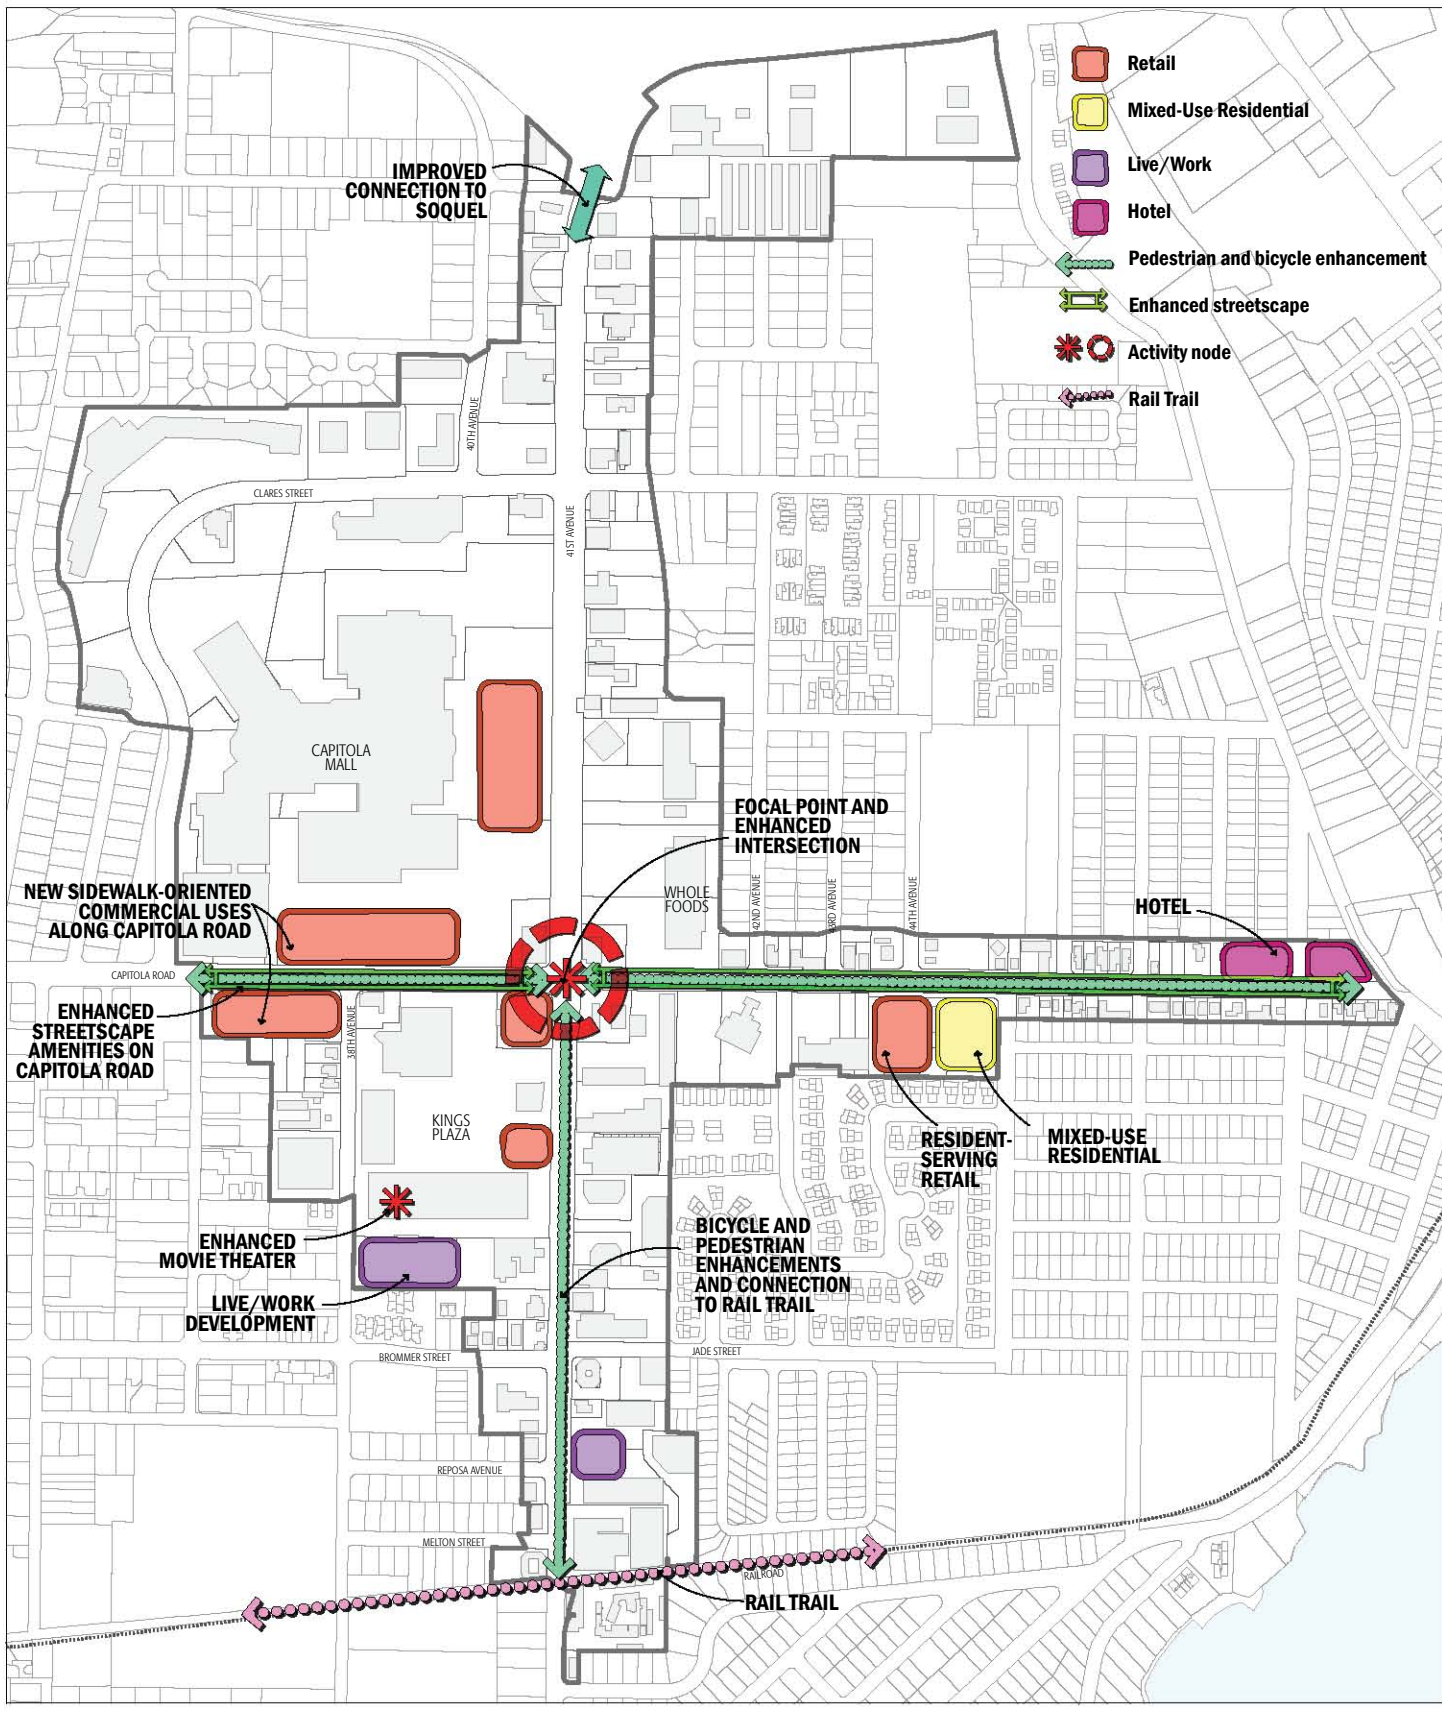 Retail
Mixed-Use Residential
Live/Work
Hotel
Pedestrian and bicycle enhancement
Enhanced streetscape
Activity node
Rail Trail
IMPROVED
CONNECTION TO
SOQUEL
40TH AVENUE
CLARES STREET
41ST AVENUE
CAPITOLA
MALL
FOCAL POINT AND
ENHANCED
INTERSECTION
WHOLE
FOODS
42ND AVENUE
43RD AVENUE
44TH AVENUE
HOTEL
NEW SIDEWALK-ORIENTED
COMMERCIAL USES
ALONG CAPITOLA ROAD
CAPITOLA ROAD
ENHANCED
STREETSCAPE
AMENITIES ON
CAPITOLA ROAD
38TH AVENUE
KINGS
PLAZA
RESIDENT-
SERVING
RETAIL
MIXED-USE
RESIDENTIAL
ENHANCED
MOVIE THEATER
BICYCLE AND
PEDESTRIAN
ENHANCEMENTS
AND CONNECTION
TO RAIL TRAIL
LIVE/WORK
DEVELOPMENT
BROMMER STREET
JADE STREET
REPOSA AVENUE
MELTON STREET
RAILROAD
RAIL TRAIL